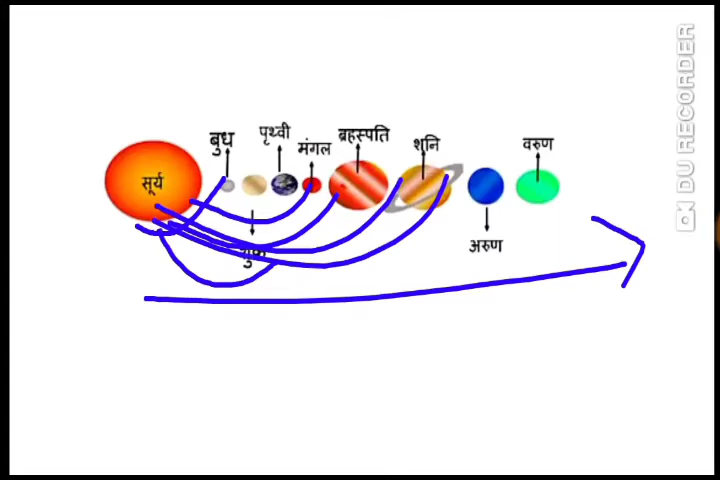 सूर्य
बुध
पृथ्वी
मंगल
ब्रहस्पति
शनि
वरुण
अरुण
DU RECORDER